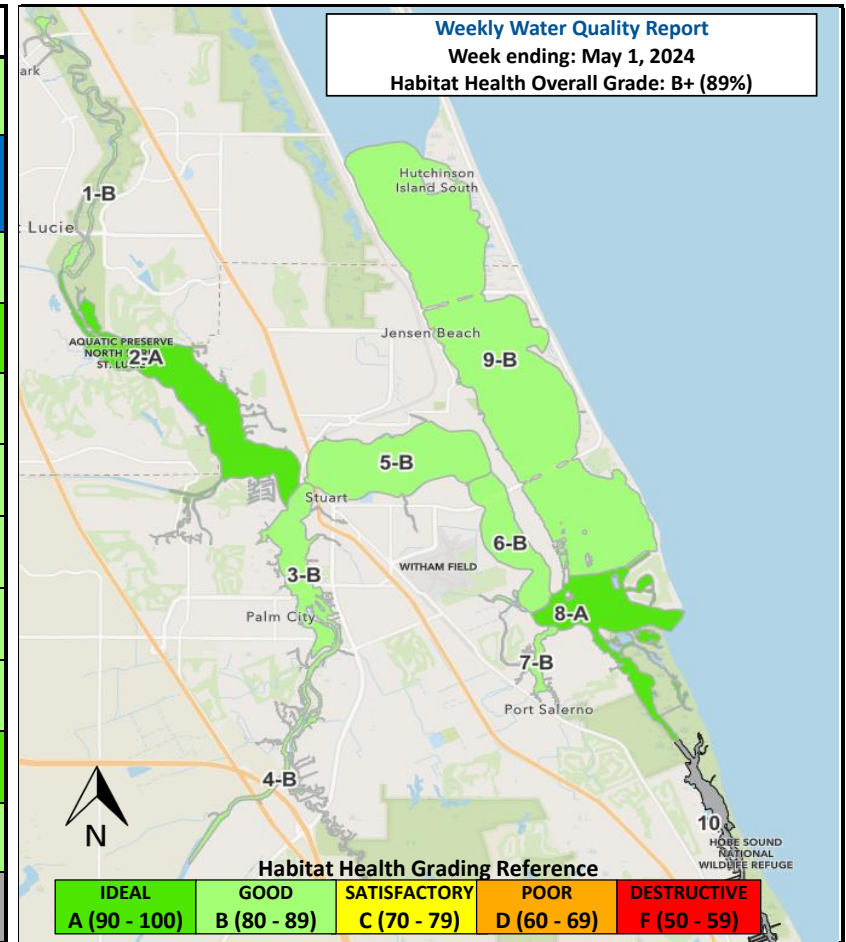 Weekly Water Quality Report
Week ending: May 1, 2024
Habitat Health Overall Grade: B+ (89%)
ark
Hutchinson
Island South
1-B
Lucie
Jensen Beach
AQUATIC PRESERVE
NORTH
ST. LUCIE
2-A
9-B
5-B
Stuart
6-B
WITHAM FIELD
3-B
8-A
Palm City
7-B
Port Salerno
4-B
N
10
HOBE SOUND
NATIONAL
WILDLIFE REFUGE
Habitat Health Grading Reference
IDEAL GOOD SATISFACTORY POOR DESTRUCTIVE
A (90 - 100) B (80 - 89) C (70 - 79) D (60 - 69) F (50 - 59)